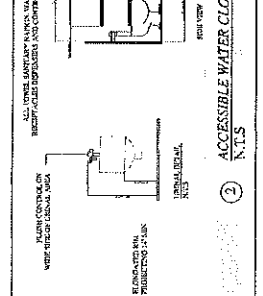 ALL TOWEL, SANITARY NAPKIN, WA
RECEPTACLES DISPENSERS AND CONTR
SIDE VIEW
FLUSH CONTROL ON
WIDE SIDE OF URINAL AREA
ELONGATED RIM
PROJECTING 14" MIN
URINAL DETAIL
N.T.S
2
ACCESSIBLE WATER CLO
N.T.S